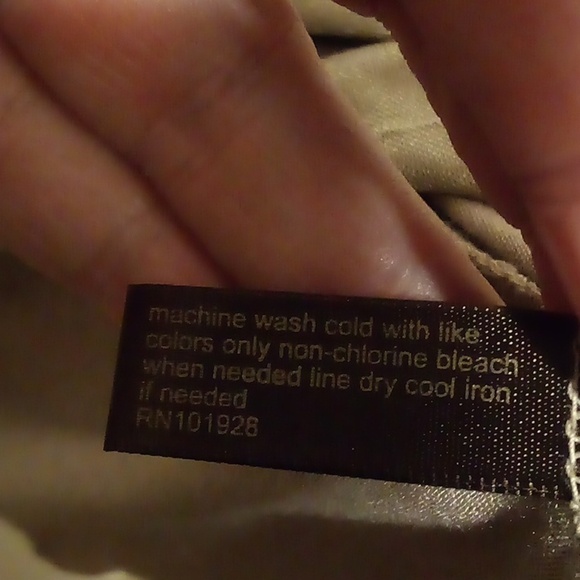 machine wash cold with like
colors only non-chlorine bleach
when needed line dry cool iron
if needed
RN101928